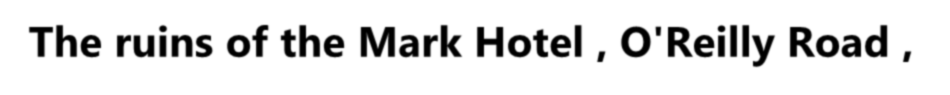 The ruins of the Mark Hotel , O'Reilly Road ,